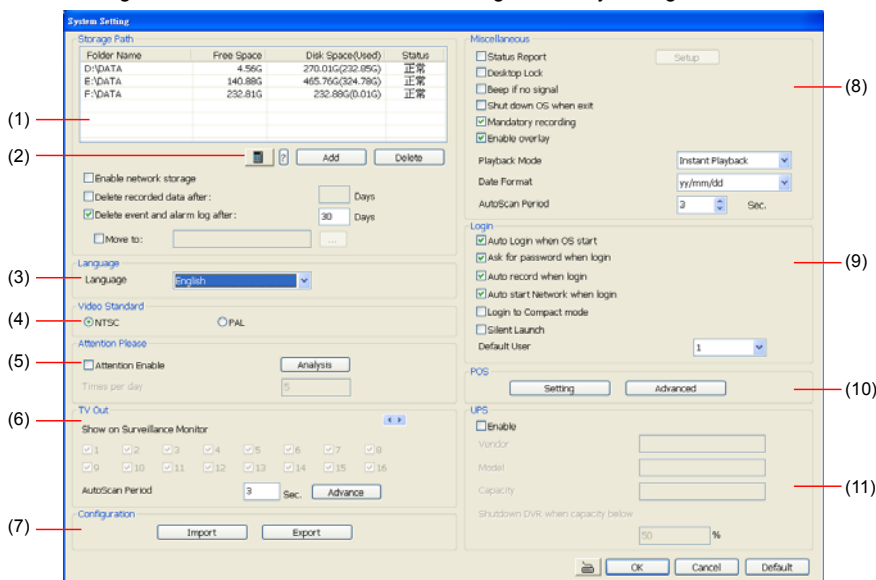 System Setting
Storage Path
Folder Name Free Space Disk Space(Used) Status
D:\DATA 4.56G 270.01G(232.85G) 正常
E:\DATA 140.88G 465.76G(324.78G) 正常
F:\DATA 232.81G 232.88G(0.01G) 正常
(1)
(2)
? Add Delete
Enable network storage
Delete recorded data after: Days
Delete event and alarm log after: 30 Days
Move to: ...
Language
(3)
Language English
Video Standard
(4)
NTSC PAL
Attention Please
(5)
Attention Enable Analysis
Times per day 5
TV Out
(6)
Show on Surveillance Monitor
1 2 3 4 5 6 7 8
9 10 11 12 13 14 15 16
AutoScan Period 3 Sec. Advance
Configuration
(7)
Import Export
Miscellaneous
Status Report Setup
Desktop Lock
Beep if no signal
(8)
Shut down OS when exit
Mandatory recording
Enable overlay
Playback Mode Instant Playback
Date Format yy/mm/dd
AutoScan Period 3 Sec.
Login
Auto Login when OS start
Ask for password when login
(9)
Auto record when login
Auto start Network when login
Login to Compact mode
Silent Launch
Default User 1
POS
Setting Advanced
(10)
UPS
Enable
Vendor
Model
Capacity
(11)
Shutdown DVR when capacity below
50 %
OK Cancel Default